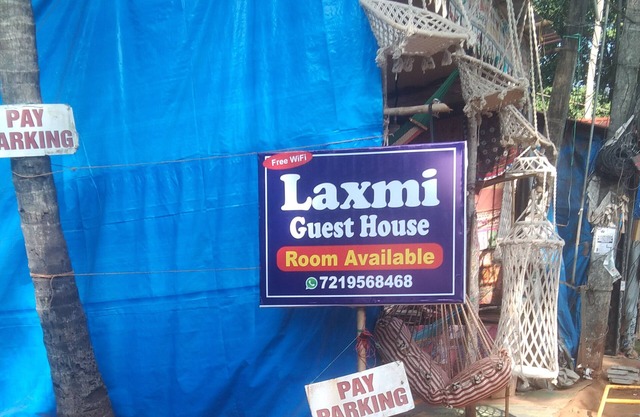 PAY
PARKING
Free WiFi
Laxmi
Guest House
Room Available
7219568468
PAY
PARKING